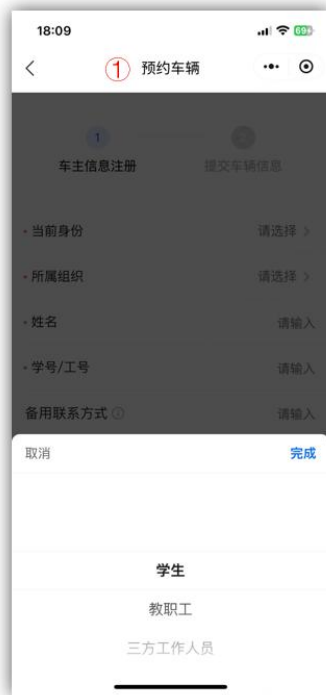 18:09
69
① 预约车辆
1
2
车主信息注册 提交车辆信息
• 当前身份 请选择 >
• 所属组织 请选择 >
• 姓名 请输入
• 学号/工号 请输入
备用联系方式 请输入
取消 完成
学生
教职工
三方工作人员